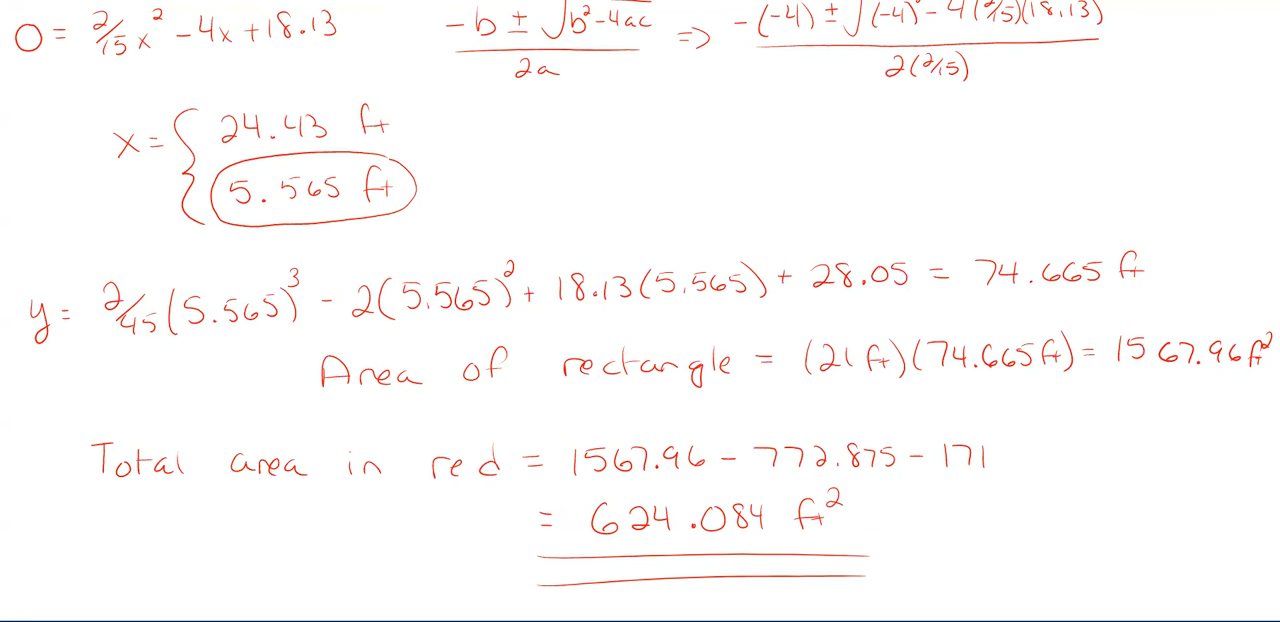 0 = 2/15 x² - 4x + 18.13   (-b ± √(b² - 4ac)) / 2a => (-(-4) ± √((-4)² - 4(2/15)(18.13))) / 2(2/15)
x = { 24.43 ft
5.565 ft
y = 2/45 (5.565)³ - 2(5.565)² + 18.13(5.565) + 28.05 = 74.665 ft
Area of rectangle = (21 ft)(74.665 ft) = 1567.96 ft²
Total area in red = 1567.96 - 772.875 - 171
= 624.084 ft²